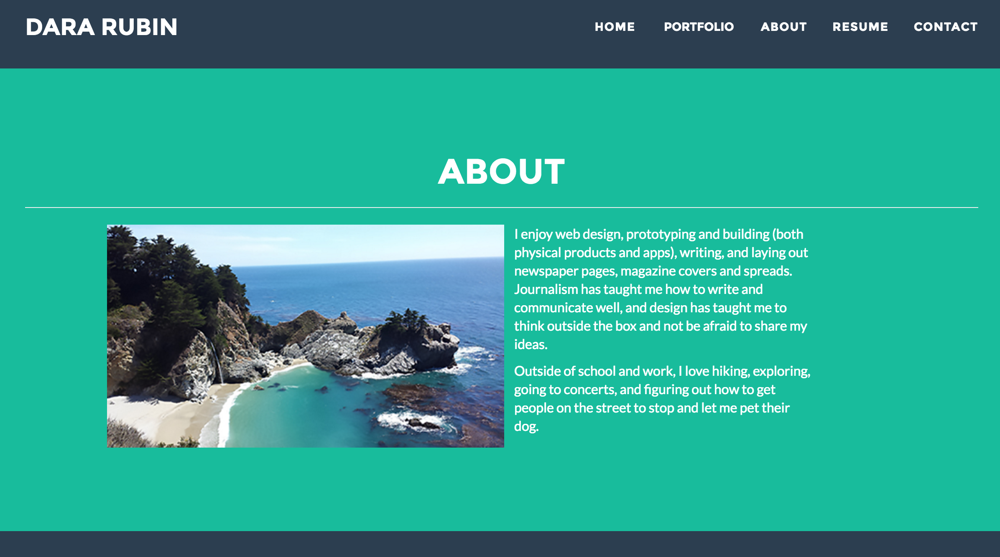 DARA RUBIN
HOME PORTFOLIO ABOUT RESUME CONTACT
ABOUT
I enjoy web design, prototyping and building (both
physical products and apps), writing, and laying out
newspaper pages, magazine covers and spreads.
Journalism has taught me how to write and
communicate well, and design has taught me to
think outside the box and not be afraid to share my
ideas.
Outside of school and work, I love hiking, exploring,
going to concerts, and figuring out how to get
people on the street to stop and let me pet their
dog.